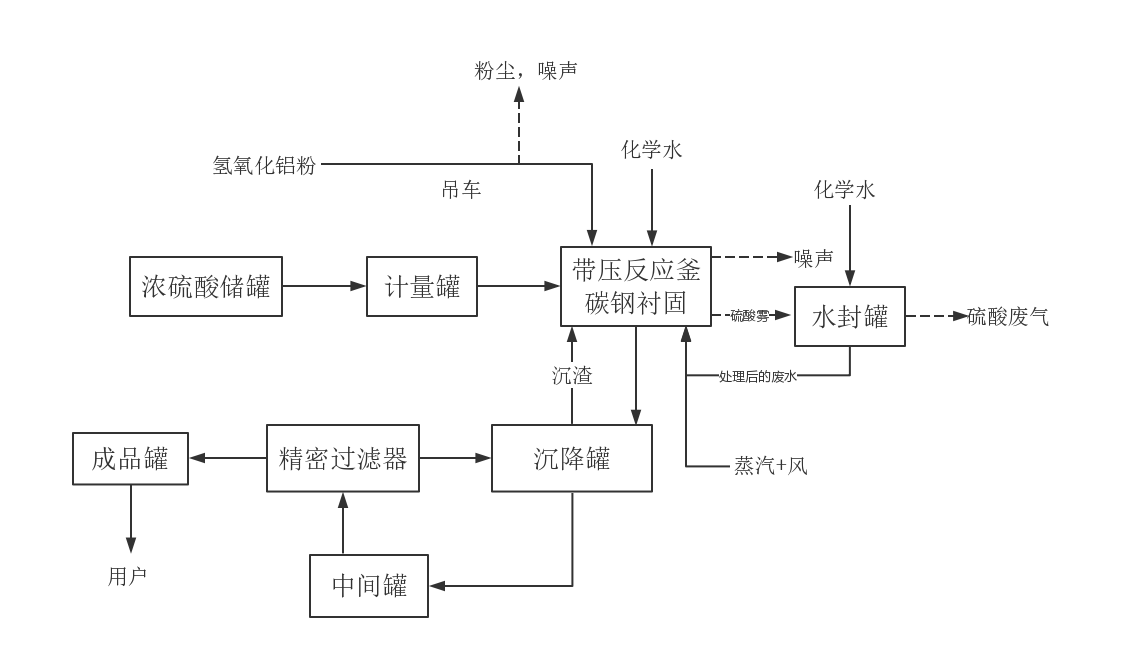 粉尘，噪声
氢氧化铝粉
吊车
化学水
化学水
浓硫酸储罐
计量罐
带压反应釜
碳钢衬固
噪声
硫酸雾
水封罐
硫酸废气
沉渣
处理后的废水
成品罐
精密过滤器
沉降罐
蒸汽+风
用户
中间罐